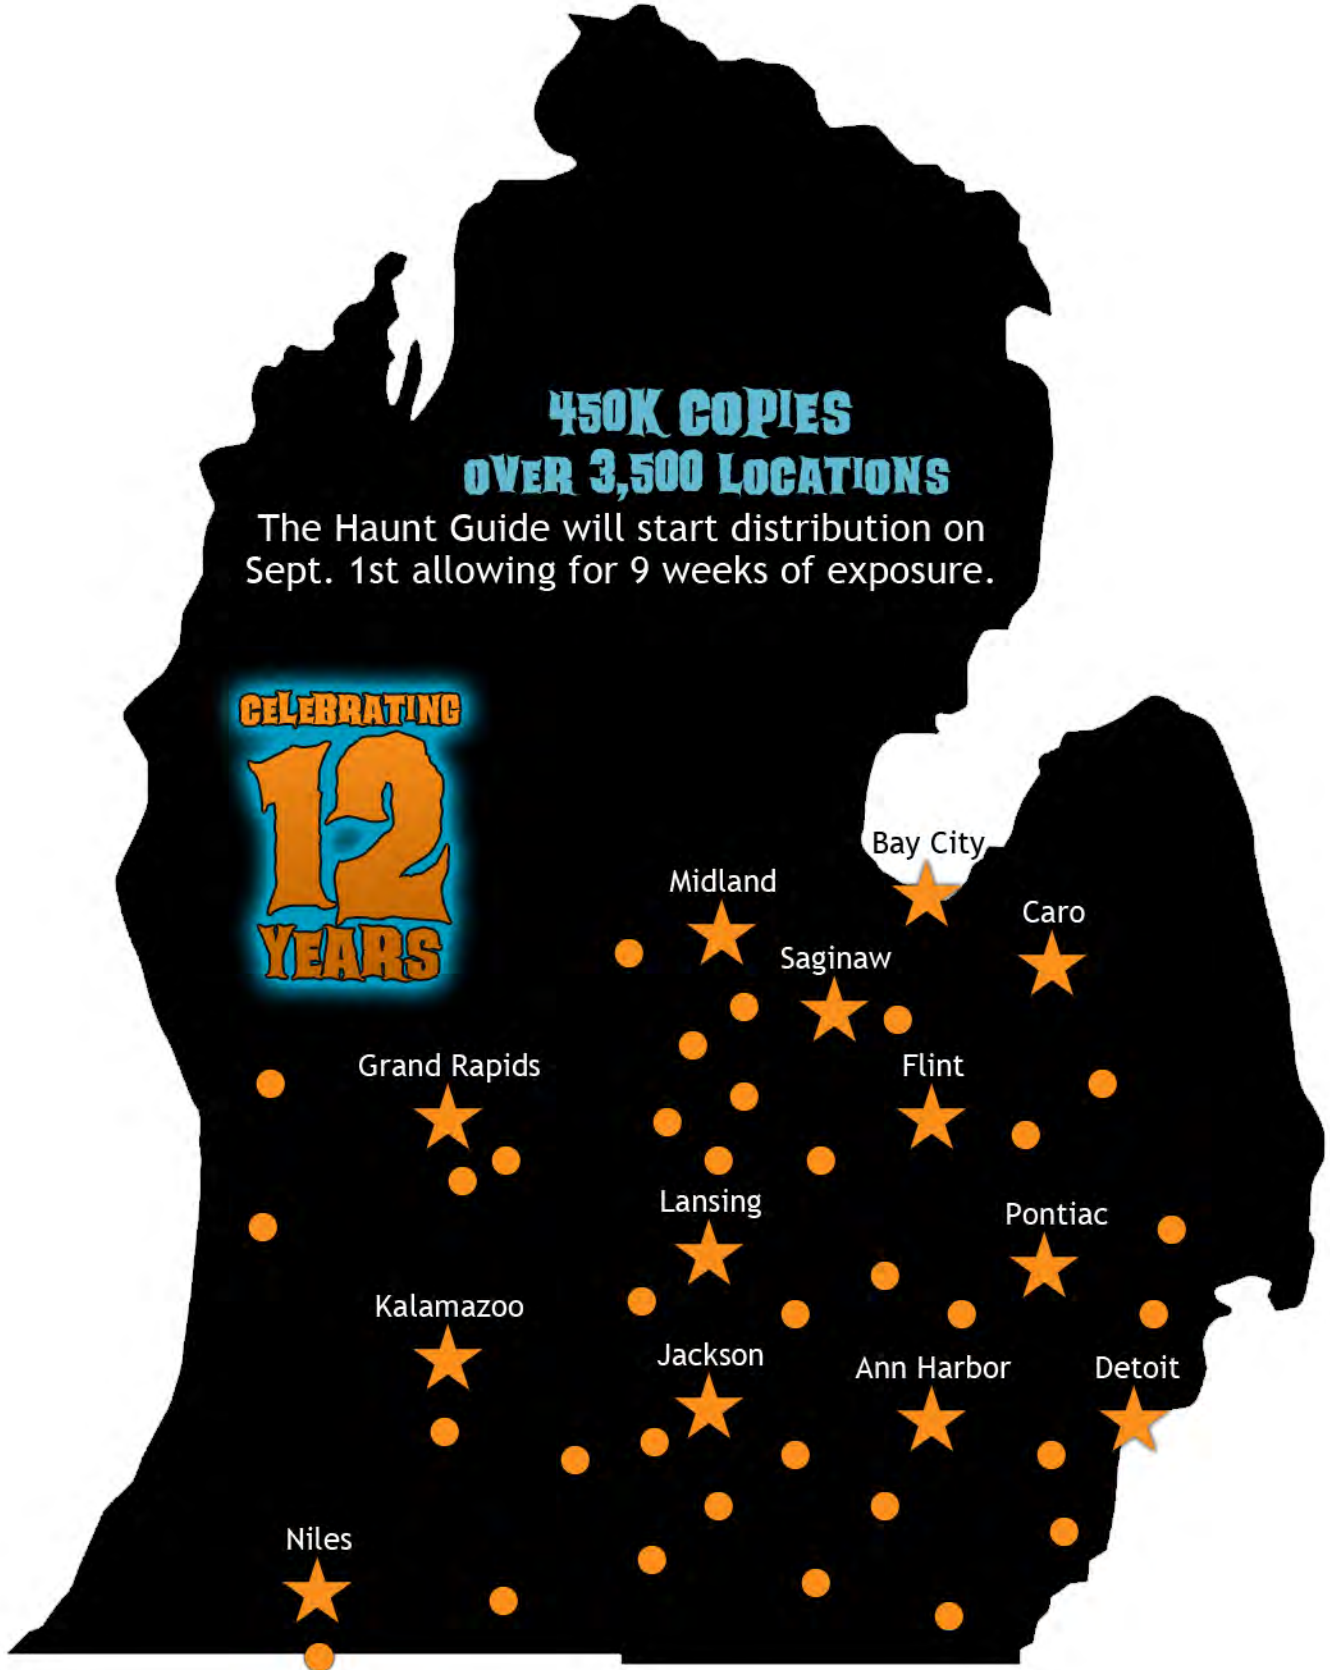 450K COPIES
OVER 3,500 LOCATIONS
The Haunt Guide will start distribution on
Sept. 1st allowing for 9 weeks of exposure.
CELEBRATING
12
YEARS
Bay City
Midland
Caro
Saginaw
Grand Rapids
Flint
Lansing
Pontiac
Kalamazoo
Jackson
Ann Harbor
Detoit
Niles